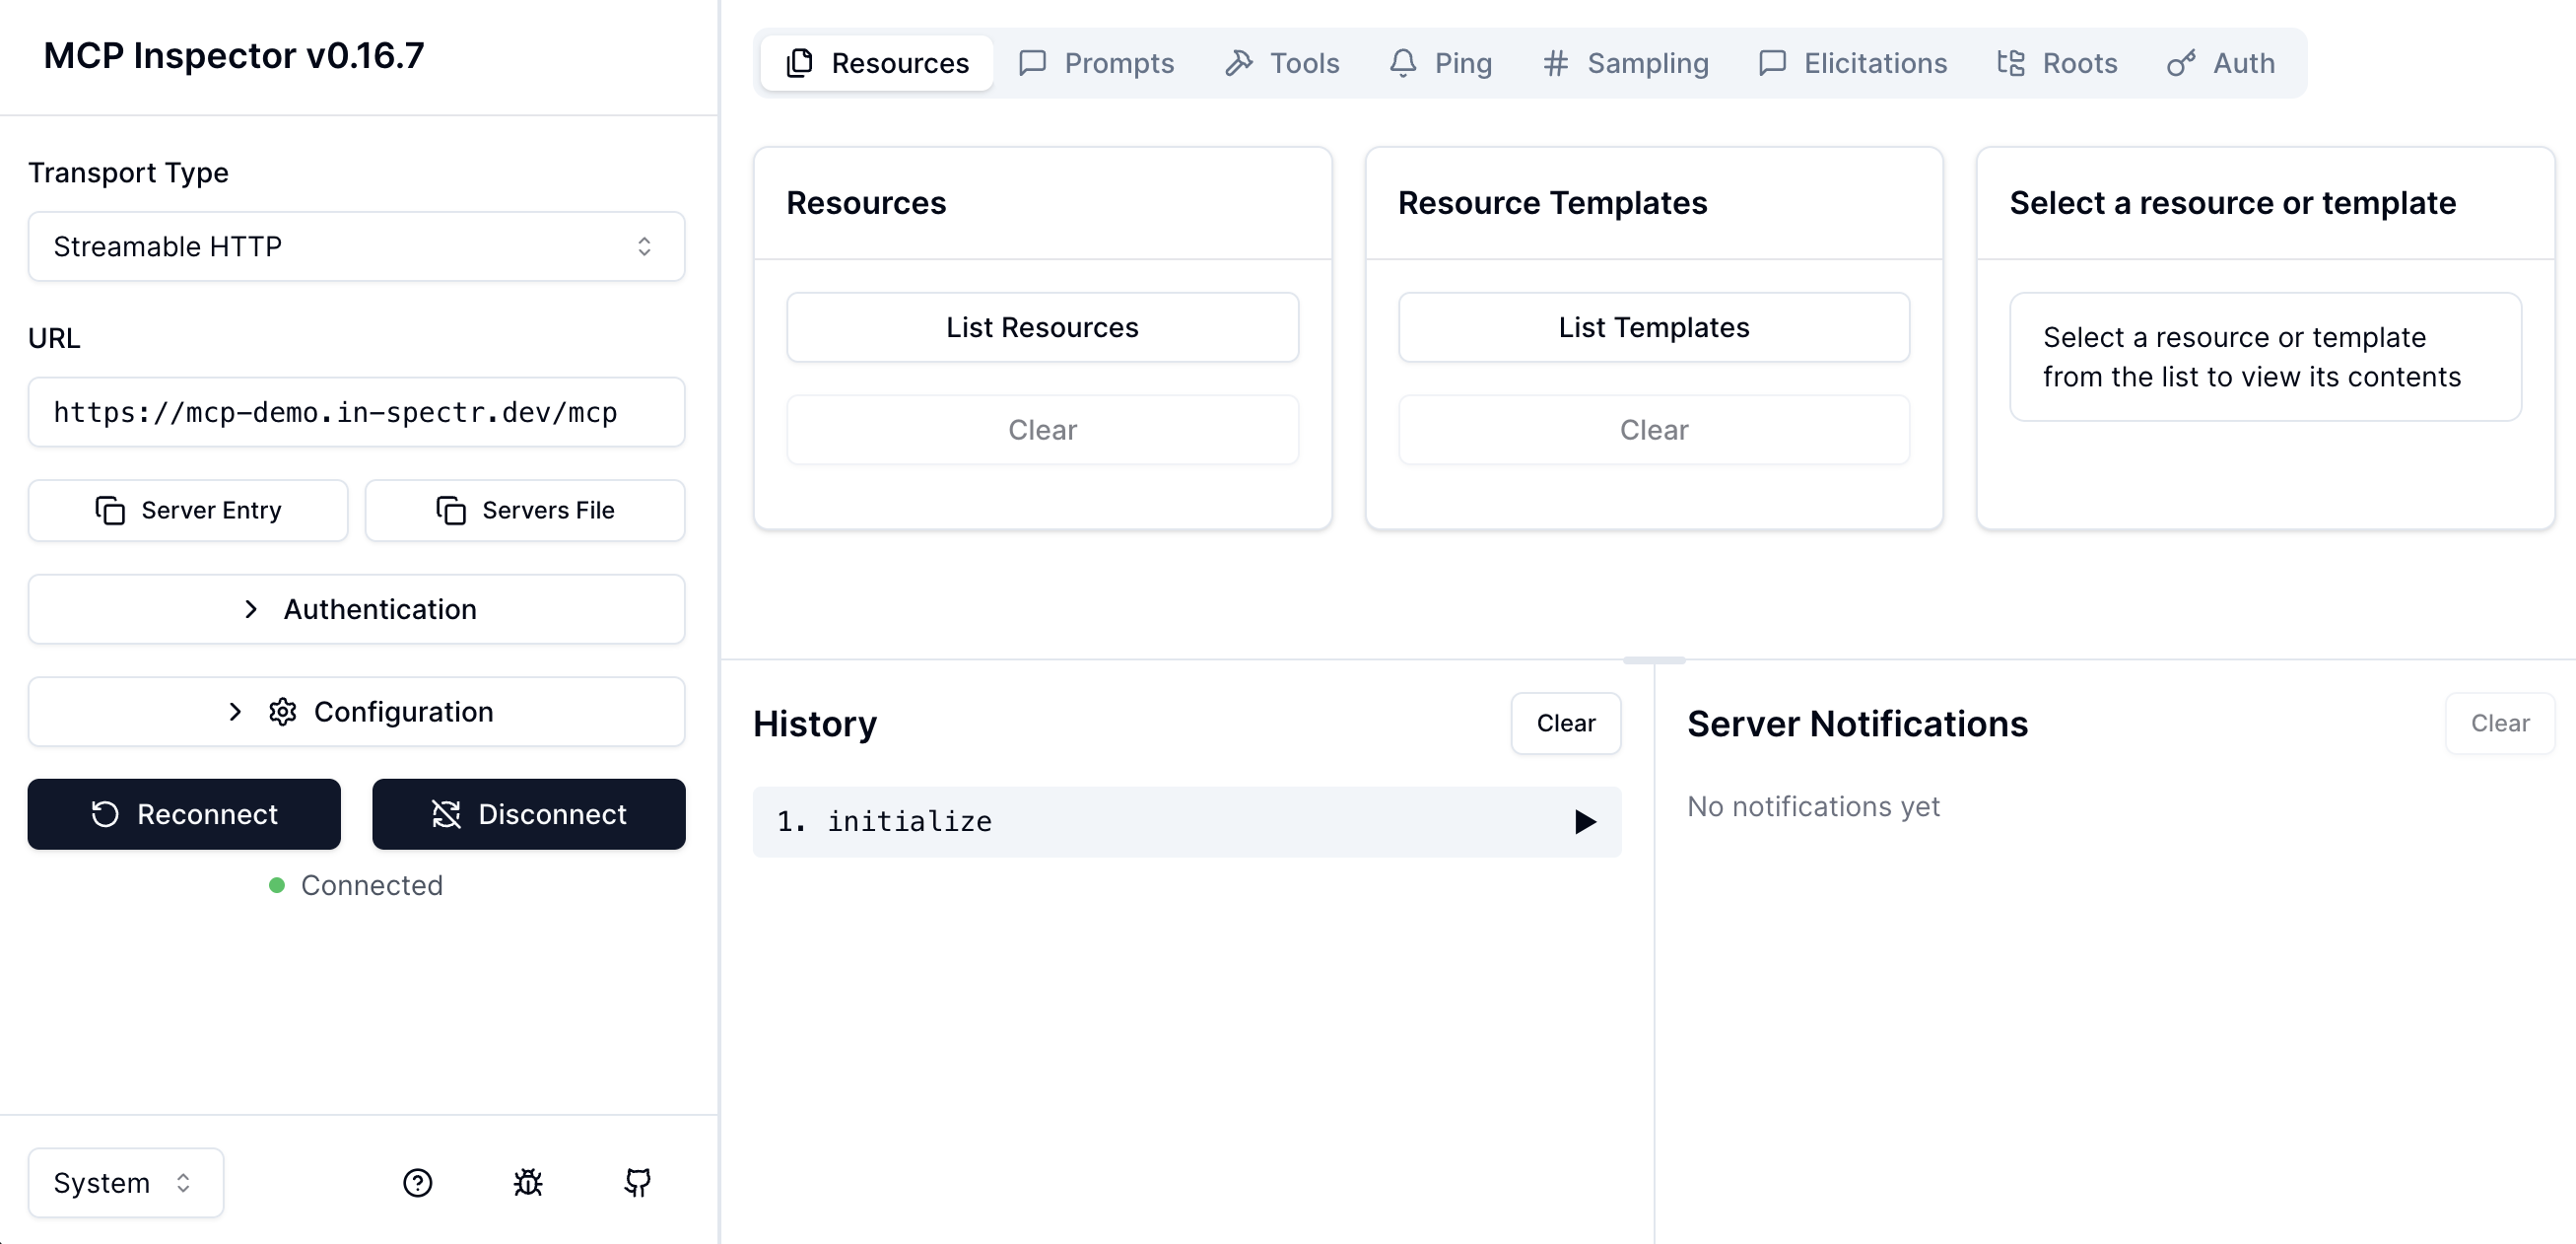 MCP Inspector v0.16.7
Transport Type
Streamable HTTP
URL
https://mcp-demo.in-spectr.dev/mcp
Server Entry
Servers File
Authentication
Configuration
Reconnect
Disconnect
Connected
System
Resources
Prompts
Tools
Ping
Sampling
Elicitations
Roots
Auth
Resources
List Resources
Clear
Resource Templates
List Templates
Clear
Select a resource or template
Select a resource or template
from the list to view its contents
History
Clear
1. initialize
Server Notifications
Clear
No notifications yet